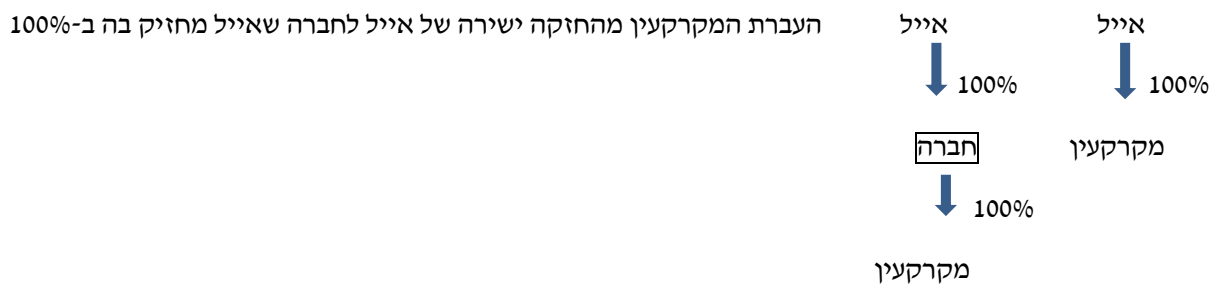 אייל אייל העברת המקרקעין מהחזקה ישירה של אייל לחברה שאייל מחזיק בה ב-100%
100% 100%
מקרקעין חברה
100%
מקרקעין